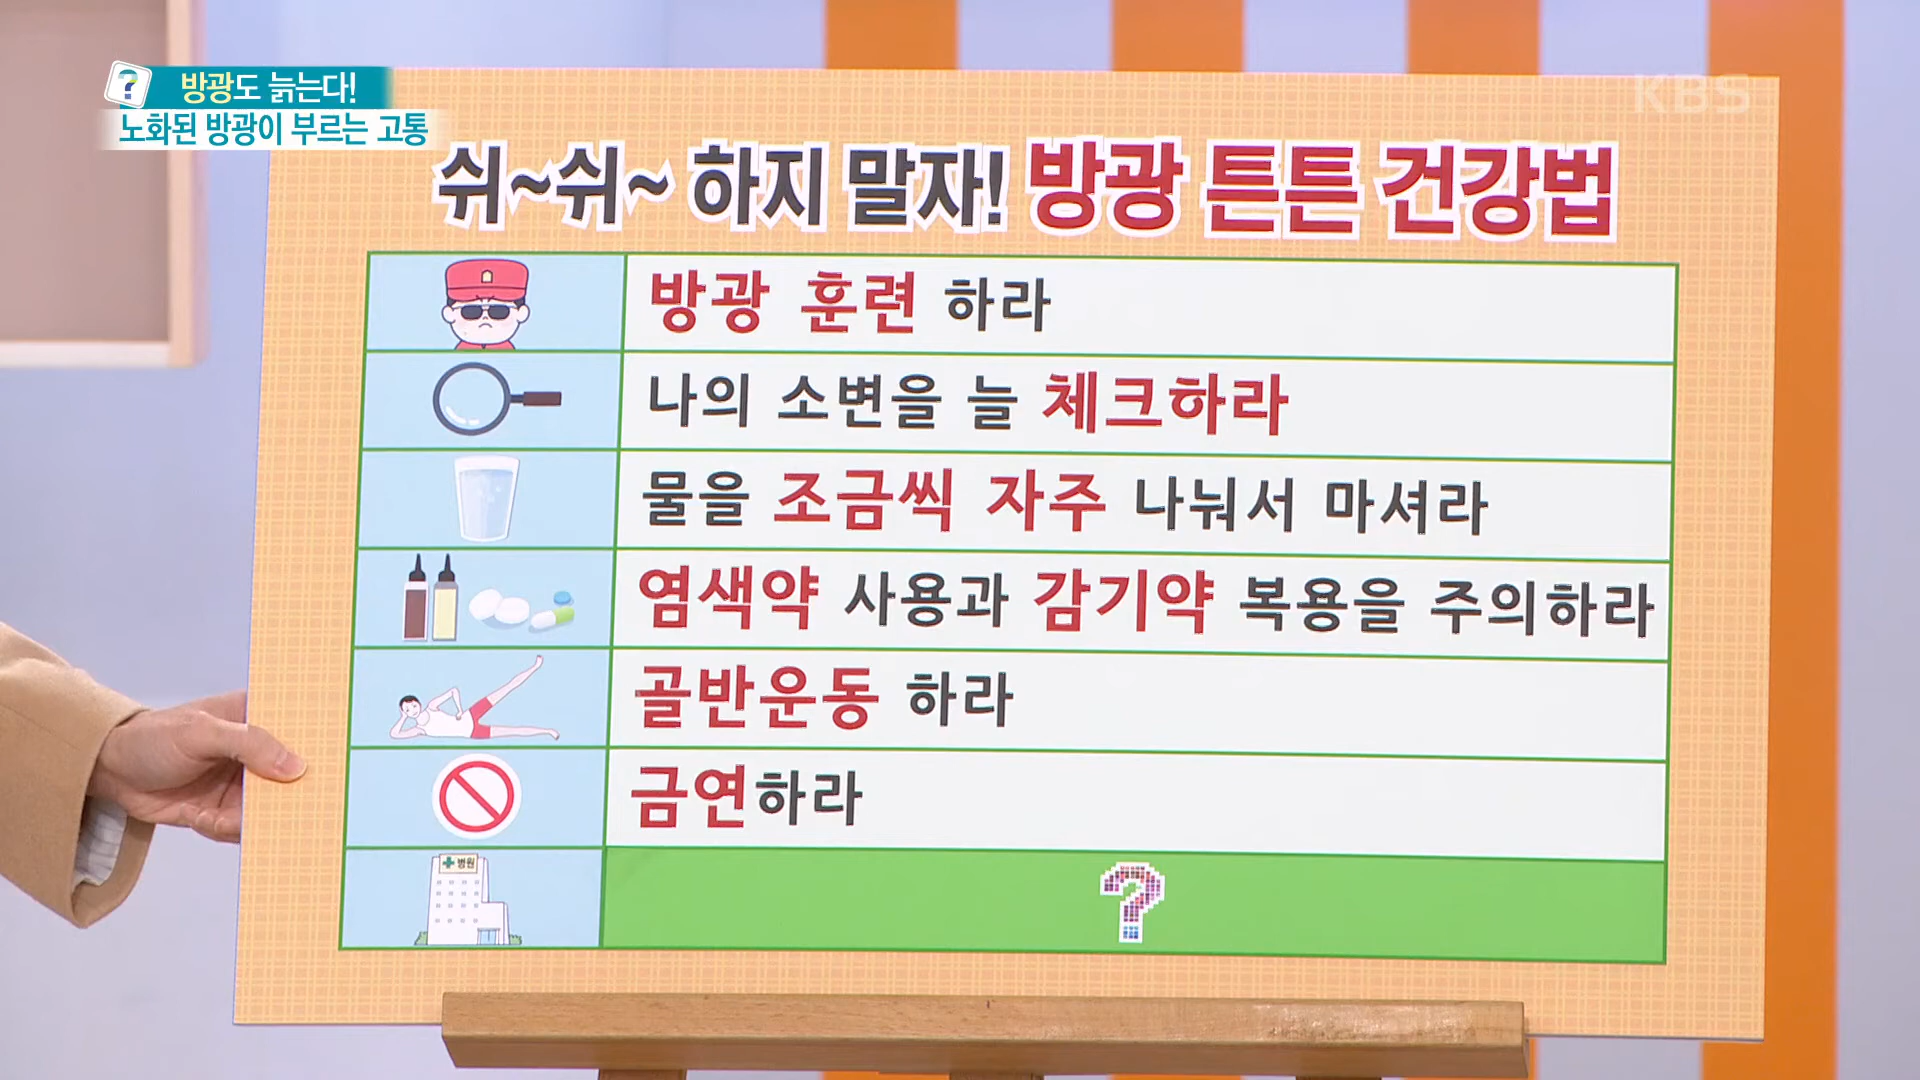 방광도 늙는다!
노화된 방광이 부르는 고통
KBS
쉬~쉬~ 하지 말자! 방광 튼튼 건강법
방광 훈련 하라
나의 소변을 늘 체크하라
물을 조금씩 자주 나눠서 마셔라
염색약 사용과 감기약 복용을 주의하라
골반운동 하라
금연하라
병원
?